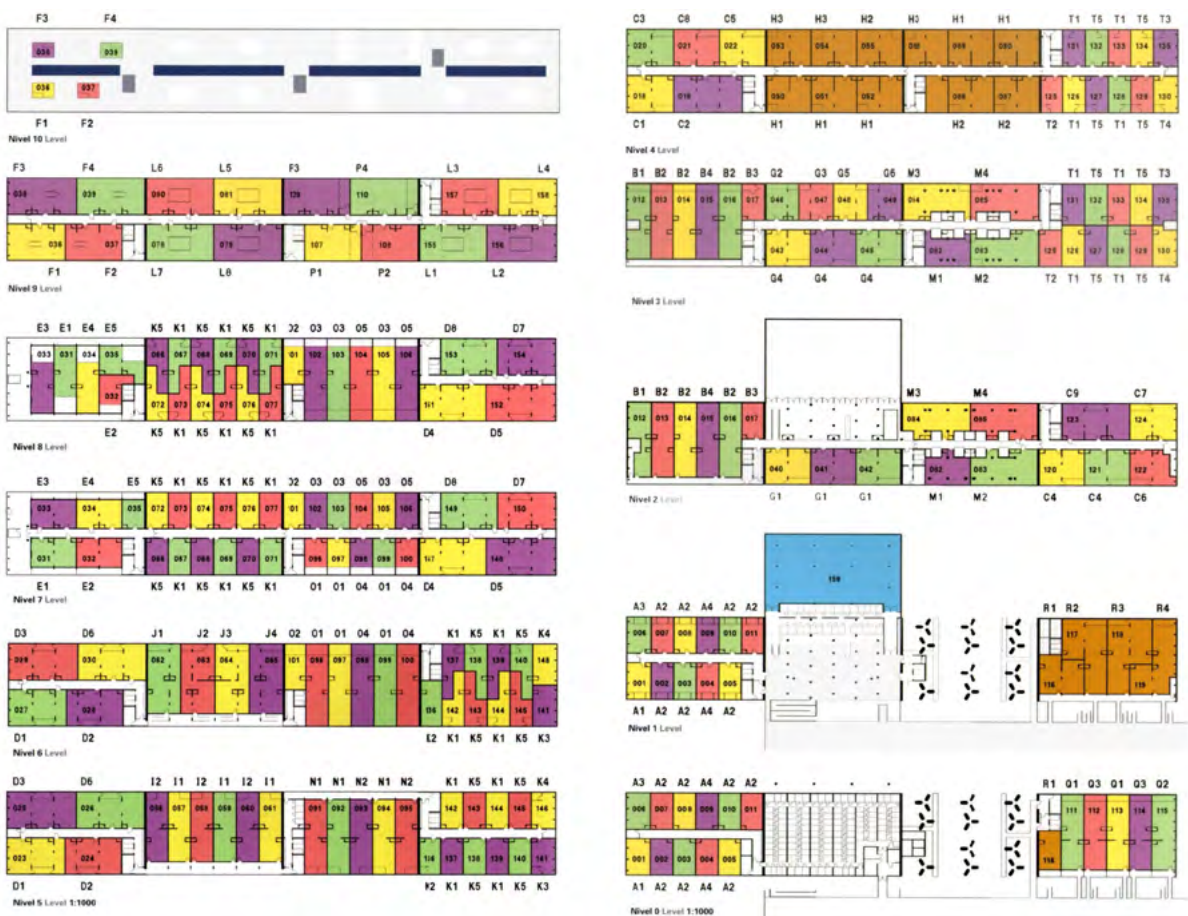 F3 F4
035 039
036 037
F1 F2
Nivel 10 Level
F3 F4 L6 L5 F3 P4 L3 L4
038 039 080 081 110 157 158
036 037 078 079 107 108 155 156
F1 F2 L7 L8 P1 P2 L1 L2
Nivel 9 Level
E3 E1 E4 E5 K5 K1 K5 K1 K5 K1 O2 O3 O3 O5 O3 O5 D8 D7
033 031 034 035 066 067 068 069 070 071 101 102 103 104 105 106 153 154
032 072 073 074 075 076 077 152
E2 K5 K1 K5 K1 K5 K1 D4 D5
Nivel 8 Level
E3 E4 E5 K5 K1 K5 K1 K5 K1 O2 O3 O3 O5 O3 O5 D8 D7
033 034 035 072 073 074 075 076 077 101 102 103 104 105 106 149 150
031 032 066 067 068 069 070 071 096 097 098 099 100 147 148
E1 E2 K5 K1 K5 K1 K5 K1 O1 O1 O4 O1 O4 D4 D5
Nivel 7 Level
D3 D6 J1 J2 J3 J4 O2 O1 O1 O4 O1 O4 K1 K5 K1 K5 K4
029 030 062 063 064 065 101 096 097 098 099 100 137 138 139 140 146
027 028 136 142 143 144 145 141
D1 D2 K2 K1 K5 K1 K5 K3
Nivel 6 Level
D3 D6 I2 I1 I2 I1 I2 I1 N1 N1 N2 N1 N2 K1 K5 K1 K5 K4
025 026 056 057 058 059 060 061 091 092 093 094 095 142 143 144 145 146
023 024 136 137 138 139 140 141
D1 D2 K2 K1 K5 K1 K5 K3
Nivel 5 Level 1:1000
C3 C8 C5 H3 H3 H2 H3 H1 H1 T1 T5 T1 T5 T3
020 021 022 053 054 055 131 132 133 134 135
018 019 050 051 052 125 126 127 128 129 130
C1 C2 H1 H1 H1 H2 H2 T2 T1 T5 T1 T5 T4
Nivel 4 Level
B1 B2 B2 B4 B2 B3 G2 G3 G5 G6 M3 M4 T1 T5 T1 T5 T3
012 013 014 015 016 017 046 047 048 049 085 131 132 133 134 135
043 044 045 082 083 125 126 127 128 129 130
G4 G4 G4 M1 M2 T2 T1 T5 T1 T5 T4
Nivel 3 Level
B1 B2 B2 B4 B2 B3 M3 M4 C9 C7
012 013 014 015 016 017 084 123 124
040 041 042 082 083 120 121 122
G1 G1 G1 M1 M2 C4 C4 C6
Nivel 2 Level
159
A3 A2 A2 A4 A2 A2 R1 R2 R3 R4
006 007 008 009 010 011 117 118
001 002 003 004 005 116 119
A1 A2 A2 A4 A2
Nivel 1 Level
A3 A2 A2 A4 A2 A2 R1 Q1 Q3 Q1 Q3 Q2
006 007 008 009 010 011 111 112 113 114 115
001 002 003 004 005 116
A1 A2 A2 A4 A2
Nivel 0 Level 1:1000